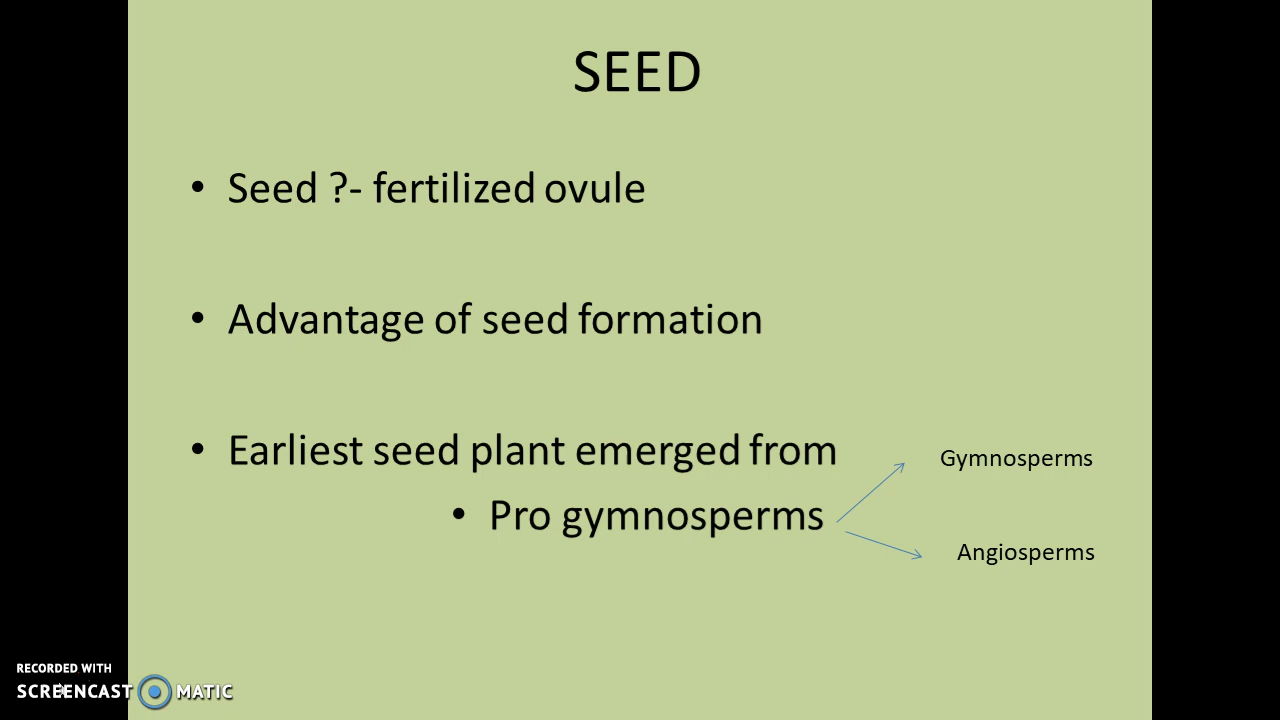 SEED
• Seed ?- fertilized ovule
• Advantage of seed formation
• Earliest seed plant emerged from
Gymnosperms
• Pro gymnosperms
Angiosperms
RECORDED WITH
SCREENCAST MATIC